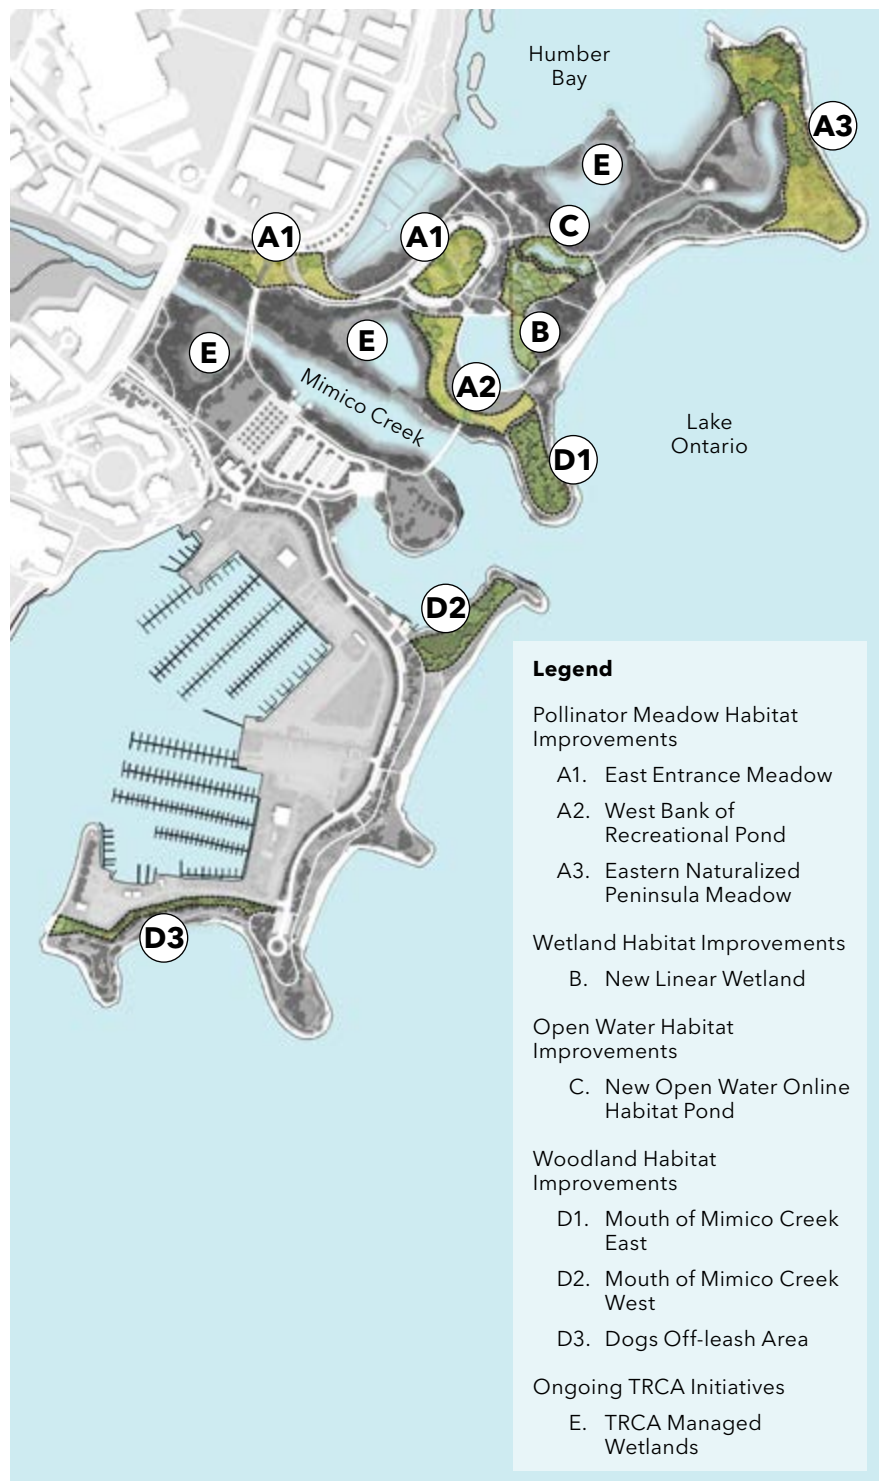 Humber
Bay
A3
E
C
A1
A1
B
E
E
A2
Mimico Creek
Lake
Ontario
D1
D2
D3
Legend
Pollinator Meadow Habitat
Improvements
A1. East Entrance Meadow
A2. West Bank of
Recreational Pond
A3. Eastern Naturalized
Peninsula Meadow
Wetland Habitat Improvements
B. New Linear Wetland
Open Water Habitat
Improvements
C. New Open Water Online
Habitat Pond
Woodland Habitat
Improvements
D1. Mouth of Mimico Creek
East
D2. Mouth of Mimico Creek
West
D3. Dogs Off-leash Area
Ongoing TRCA Initiatives
E. TRCA Managed
Wetlands